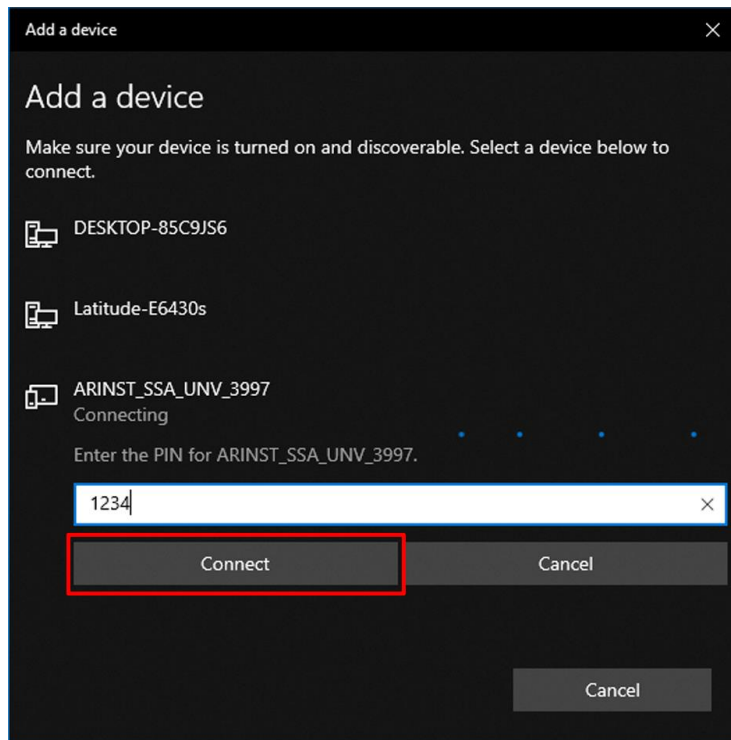 Add a device
Add a device
Make sure your device is turned on and discoverable. Select a device below to
connect.
DESKTOP-85C9JS6
Latitude-E6430s
ARINST_SSA_UNV_3997
Connecting
Enter the PIN for ARINST_SSA_UNV_3997.
1234
Connect
Cancel
Cancel